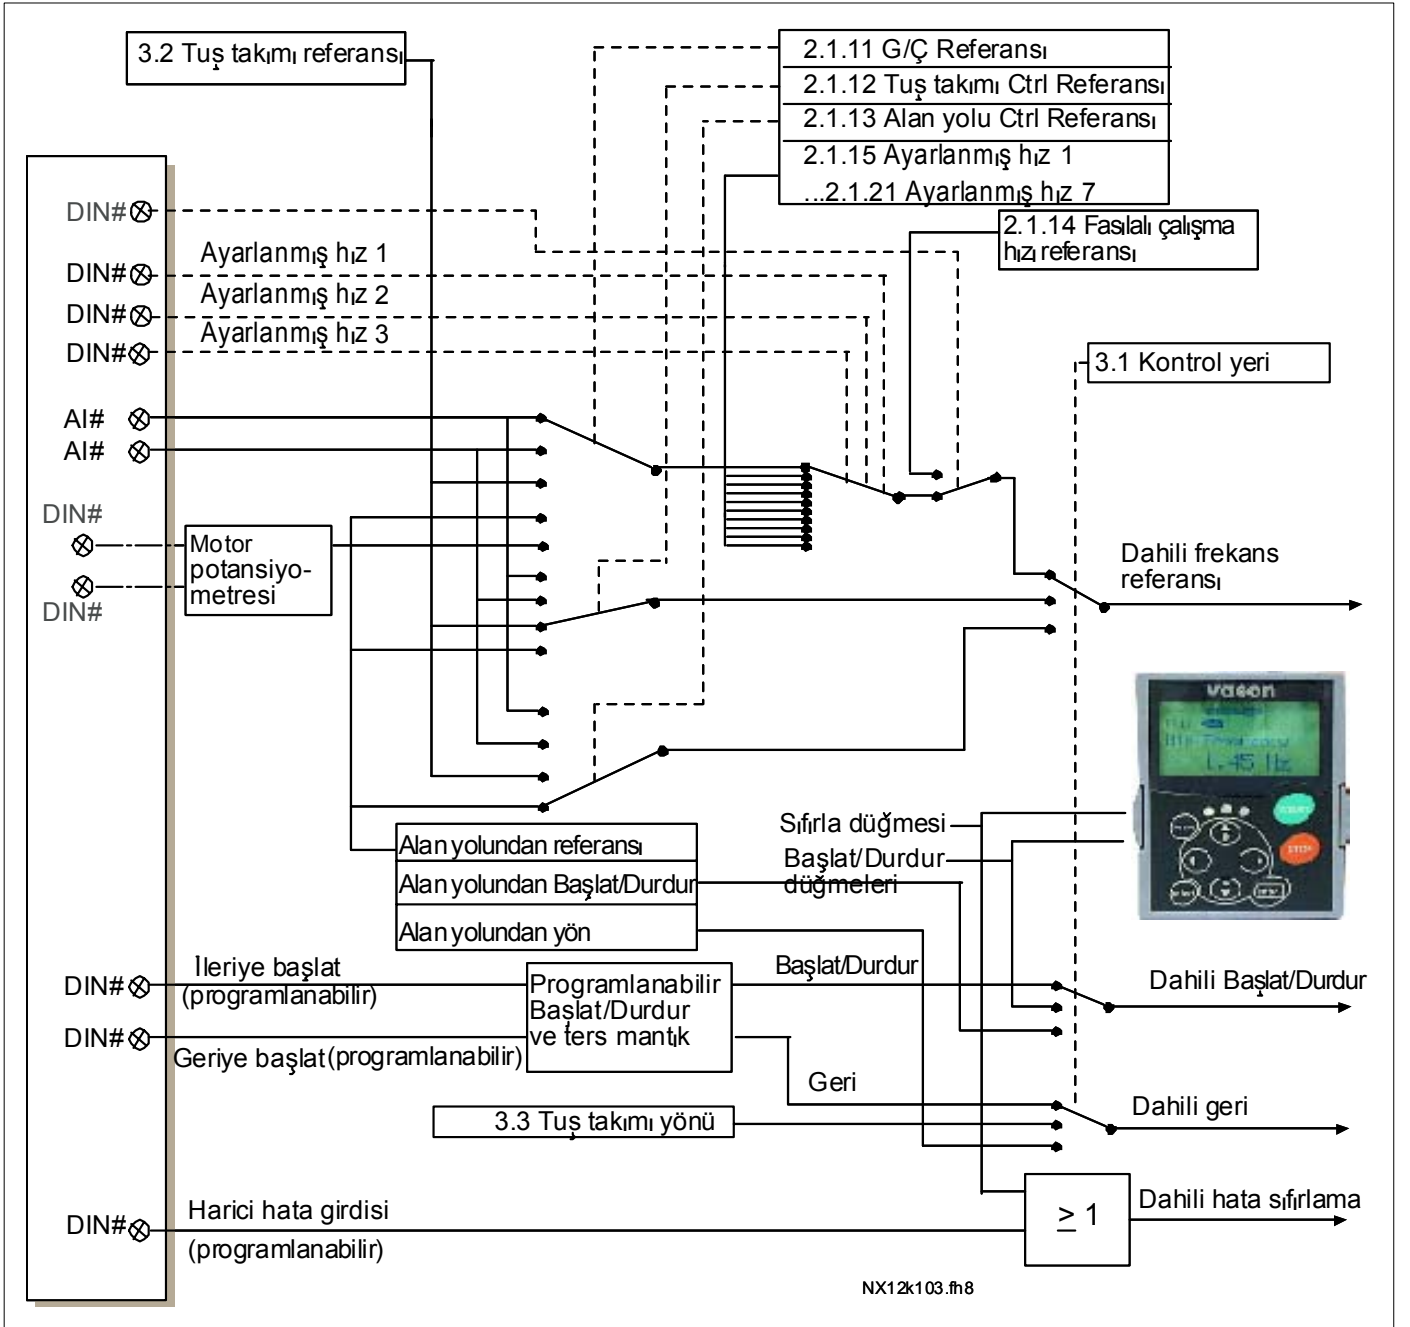 3.2 Tuş takımı referansı
2.1.11 G/Ç Referansı
2.1.12 Tuş takımı Ctrl Referansı
2.1.13 Alan yolu Ctrl Referansı
2.1.15 Ayarlanmış hız 1
...2.1.21 Ayarlanmış hız 7
2.1.14 Fasılalı çalışma
hızı referansı
DIN#
Ayarlanmış hız 1
DIN#
Ayarlanmış hız 2
DIN#
Ayarlanmış hız 3
DIN#
3.1 Kontrol yeri
AI#
AI#
DIN#
Motor
potansiyo-
metresi
DIN#
Dahili frekans
referansı
vacon
1.45 Hz
START
STOP
Sıfırla düğmesi
Başlat/Durdur
düğmeleri
Alan yolundan referansı
Alan yolundan Başlat/Durdur
Alan yolundan yön
DIN#
İleriye başlat
(programlanabilir)
Programlanabilir
Başlat/Durdur
ve ters mantık
Başlat/Durdur
Dahili Başlat/Durdur
DIN#
Geriye başlat (programlanabilir)
Geri
3.3 Tuş takımı yönü
Dahili geri
DIN#
Harici hata girdisi
(programlanabilir)
≥ 1
Dahili hata sıfırlama
NX12k103.fh8